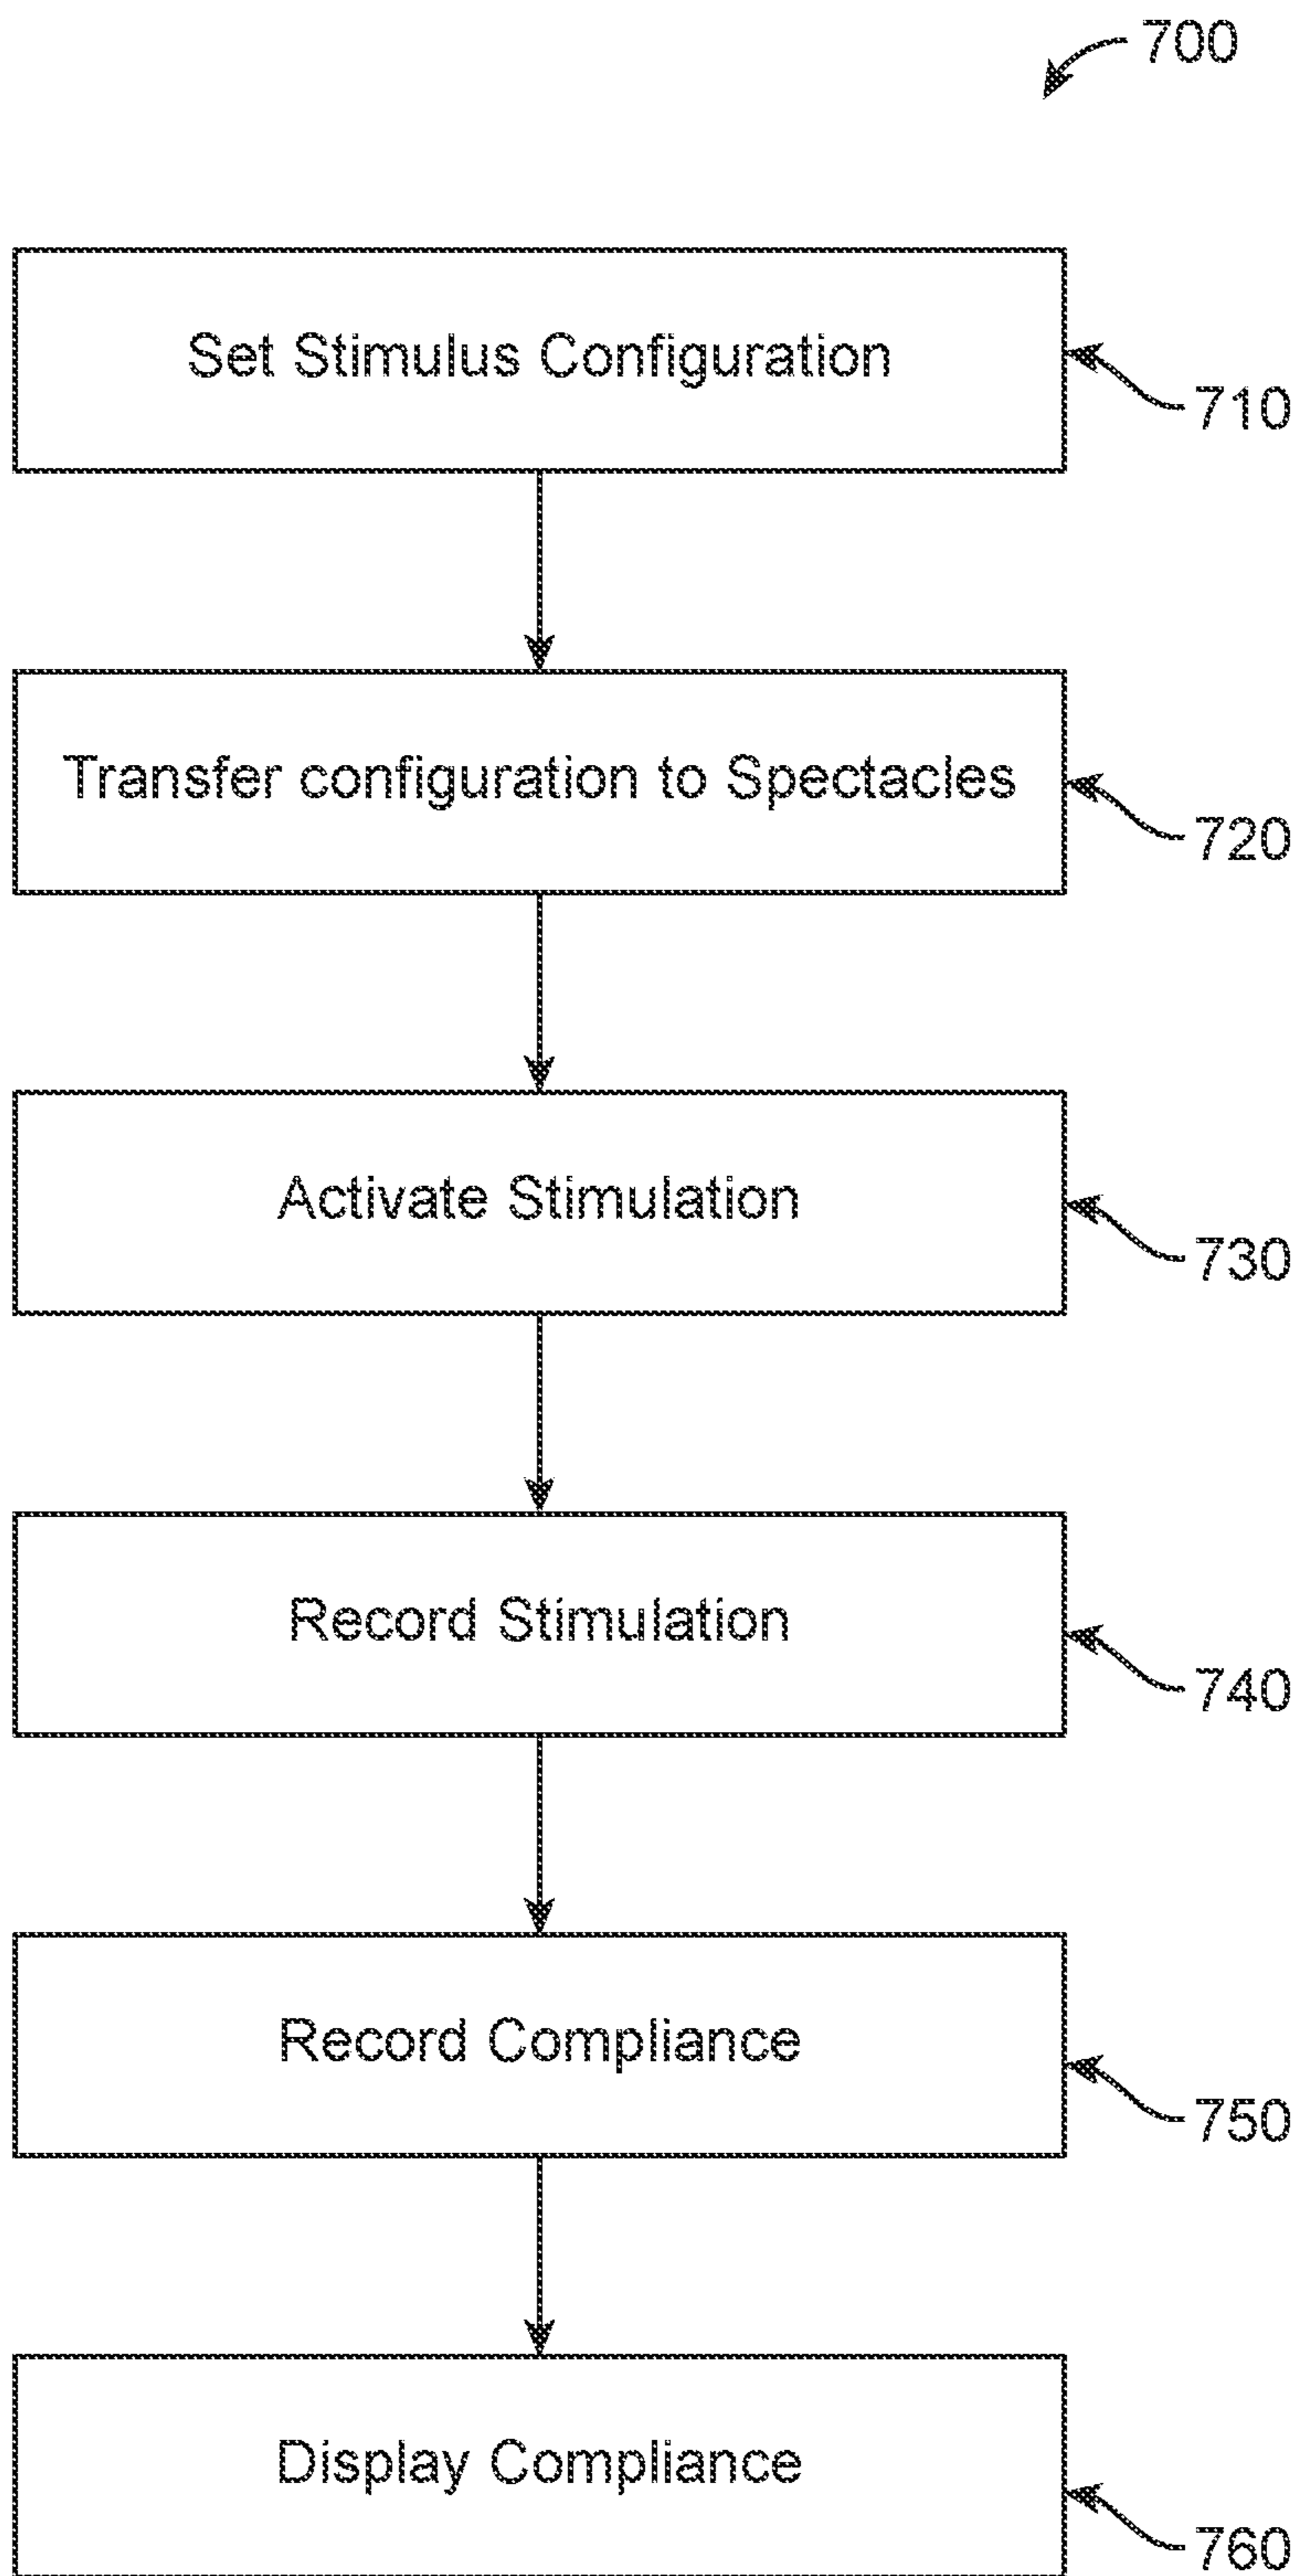 700
Set Stimulus Configuration
710
Transfer configuration to Spectacles
720
Activate Stimulation
730
Record Stimulation
740
Record Compliance
750
Display Compliance
760